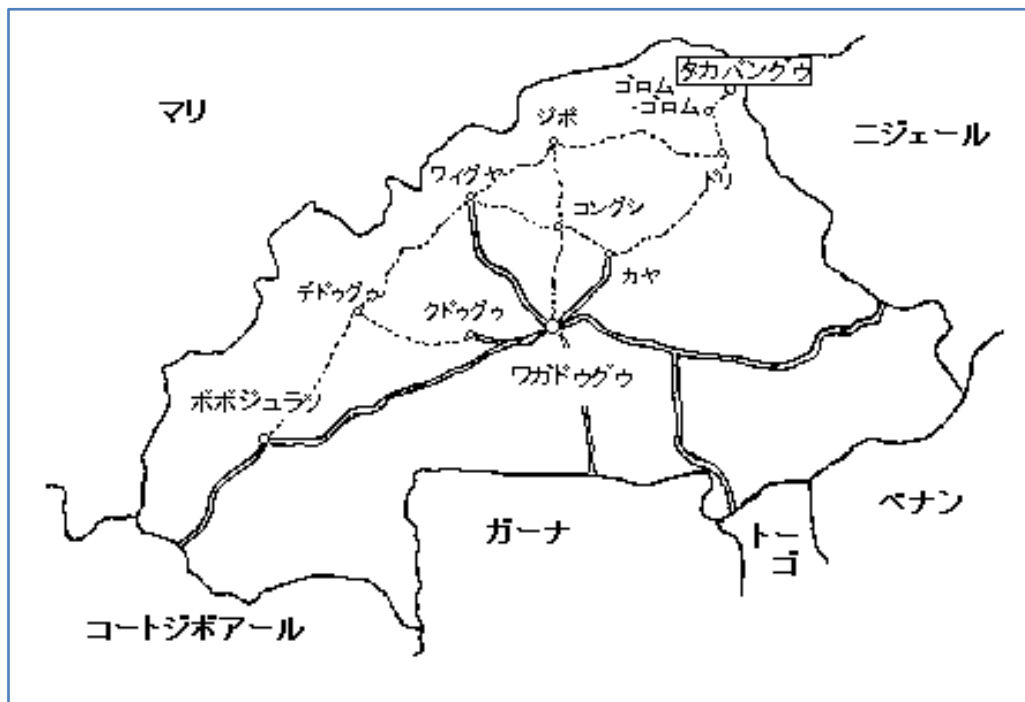 タカバングゥ
ゴロム
・ゴロム
マリ
ジボ
ニジェール
ワィグヤ
ドリ
コングシ
カヤ
デドゥグゥ
クドゥグゥ
ワガドゥグゥ
ボボジュラソ
ベナン
ガーナ
トー
ゴ
コートジボアール